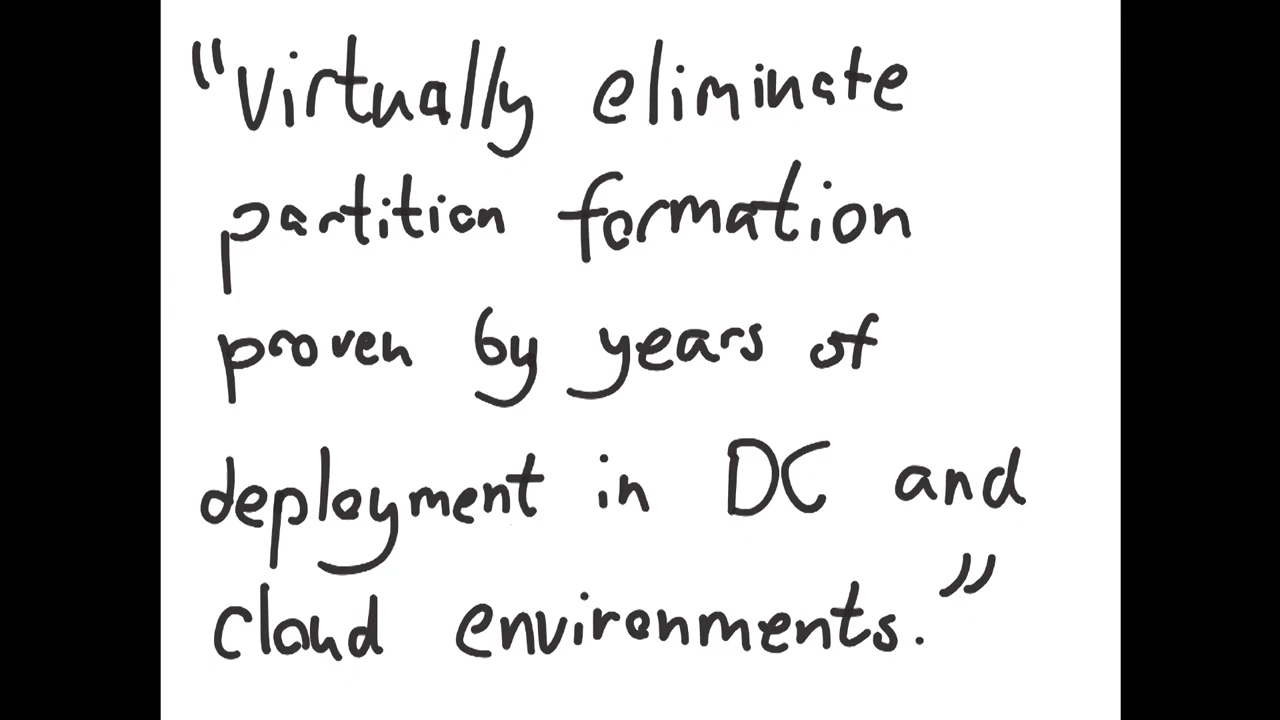 "Virtually eliminate
partition formation
proven by years of
deployment in DC and
cloud environments."